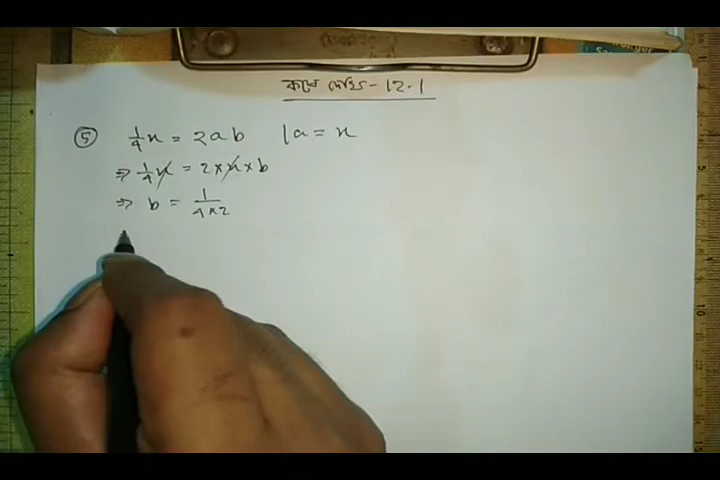 কষে দেখি - 12.1
⑤ 1/4 x = 2ab | a = x
⇒ 1/4 x = 2 × x × b
⇒ b = 1/(4×2)